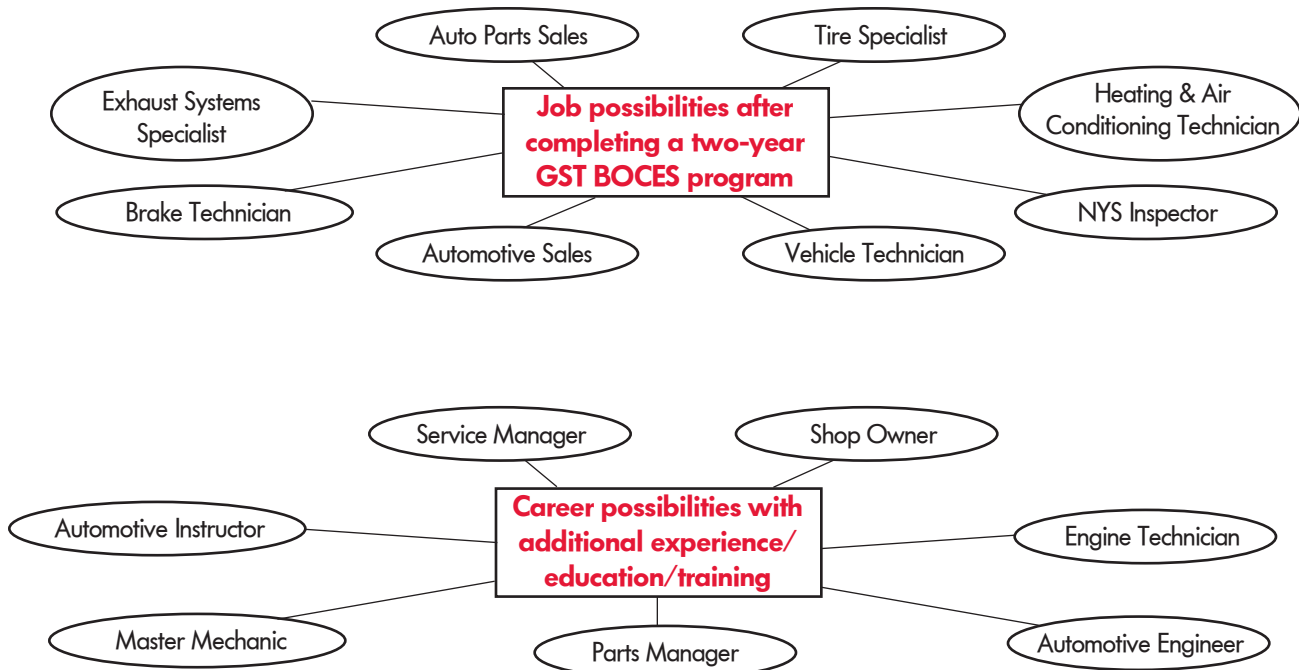 Auto Parts Sales
Tire Specialist
Exhaust Systems
Specialist
Job possibilities after
completing a two-year
GST BOCES program
Heating & Air
Conditioning Technician
Brake Technician
NYS Inspector
Automotive Sales
Vehicle Technician
Service Manager
Shop Owner
Automotive Instructor
Career possibilities with
additional experience/
education/training
Engine Technician
Master Mechanic
Parts Manager
Automotive Engineer